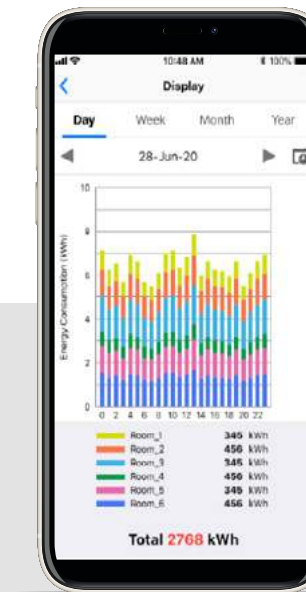 10:48 AM
100%
Display
Day Week Month Year
28-Jun-20
Energy Consumption (kWh)
10
8
6
4
2
0
0 2 4 6 8 10 12 14 16 18 20 22
Room_1 345 kWh
Room_2 456 kWh
Room_3 345 kWh
Room_4 456 kWh
Room_5 345 kWh
Room_6 456 kWh
Total 2768 kWh